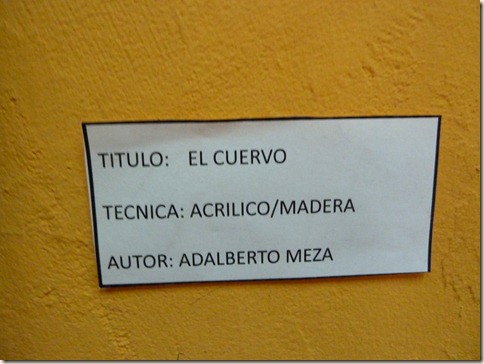 TITULO: EL CUERVO
TECNICA: ACRILICO/MADERA
AUTOR: ADALBERTO MEZA